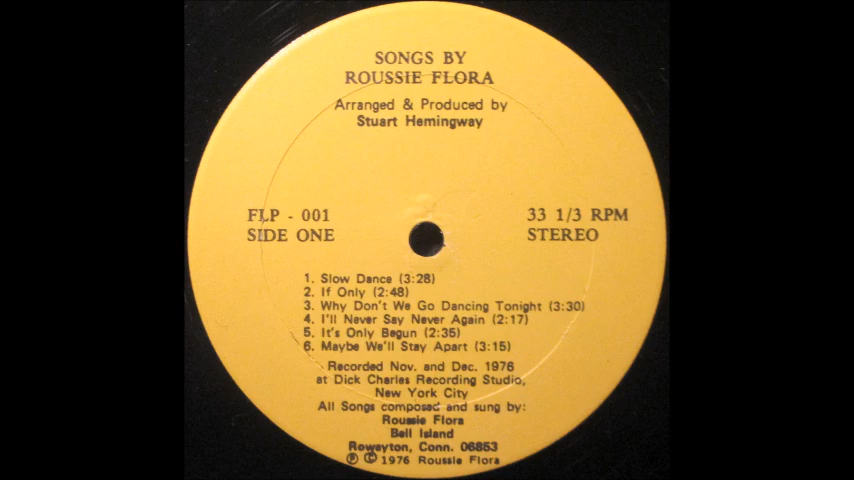 SONGS BY
ROUSSIE FLORA
Arranged & Produced by
Stuart Hemingway
FLP - 001
SIDE ONE
33 1/3 RPM
STEREO
1. Slow Dance (3:28)
2. If Only (2:48)
3. Why Don't We Go Dancing Tonight (3:30)
4. I'll Never Say Never Again (2:17)
5. It's Only Begun (2:35)
6. Maybe We'll Stay Apart (3:15)
Recorded Nov. and Dec. 1976
at Dick Charles Recording Studio,
New York City
All Songs composed and sung by:
Roussie Flora
Bell Island
Rowayton, Conn. 06853
℗ © 1976 Roussie Flora